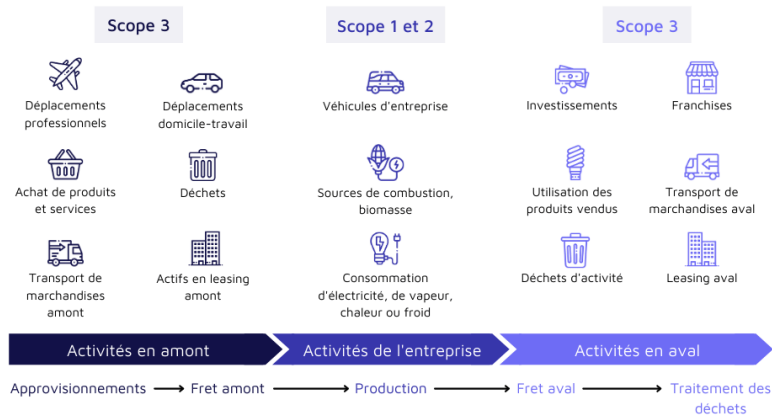 Scope 3
Scope 1 et 2
Scope 3
Déplacements
professionnels
Déplacements
domicile-travail
Véhicules d'entreprise
Investissements
Franchises
Achat de produits
et services
Déchets
Sources de combustion,
biomasse
Utilisation des
produits vendus
Transport de
marchandises aval
Transport de
marchandises
amont
Actifs en leasing
amont
Consommation
d'électricité, de vapeur,
chaleur ou froid
Déchets d'activité
Leasing aval
Activités en amont
Activités de l'entreprise
Activités en aval
Approvisionnements
Fret amont
Production
Fret aval
Traitement des
déchets